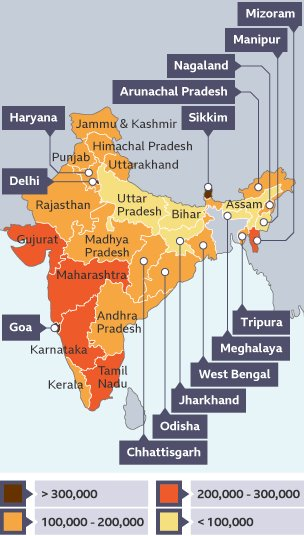 Mizoram
Manipur
Nagaland
Arunachal Pradesh
Sikkim
Haryana
Jammu & Kashmir
Himachal Pradesh
Punjab
Uttarakhand
Delhi
Rajasthan
Uttar
Pradesh
Bihar
Assam
Gujurat
Madhya
Pradesh
Maharashtra
Goa
Andhra
Pradesh
Karnataka
Tamil
Nadu
Kerala
Tripura
Meghalaya
West Bengal
Jharkhand
Odisha
Chhattisgarh
> 300,000
200,000 - 300,000
100,000 - 200,000
< 100,000